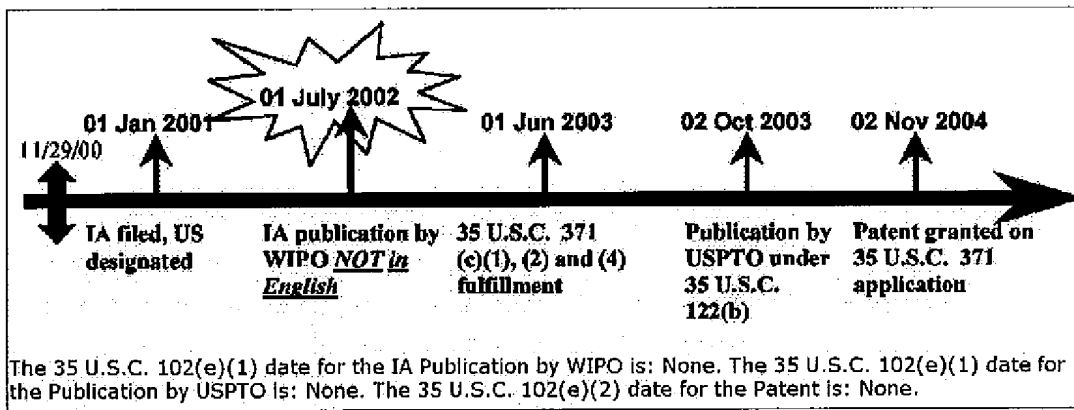 01 July 2002
01 Jan 2001
01 Jun 2003
02 Oct 2003
02 Nov 2004
11/29/00
IA filed, US
designated
IA publication by
WIPO NOT in
English
35 U.S.C. 371
(c)(1), (2) and (4)
fulfillment
Publication by
USPTO under
35 U.S.C.
122(b)
Patent granted on
35 U.S.C. 371
application
The 35 U.S.C. 102(e)(1) date for the IA Publication by WIPO is: None. The 35 U.S.C. 102(e)(1) date for
the Publication by USPTO is: None. The 35 U.S.C. 102(e)(2) date for the Patent is: None.